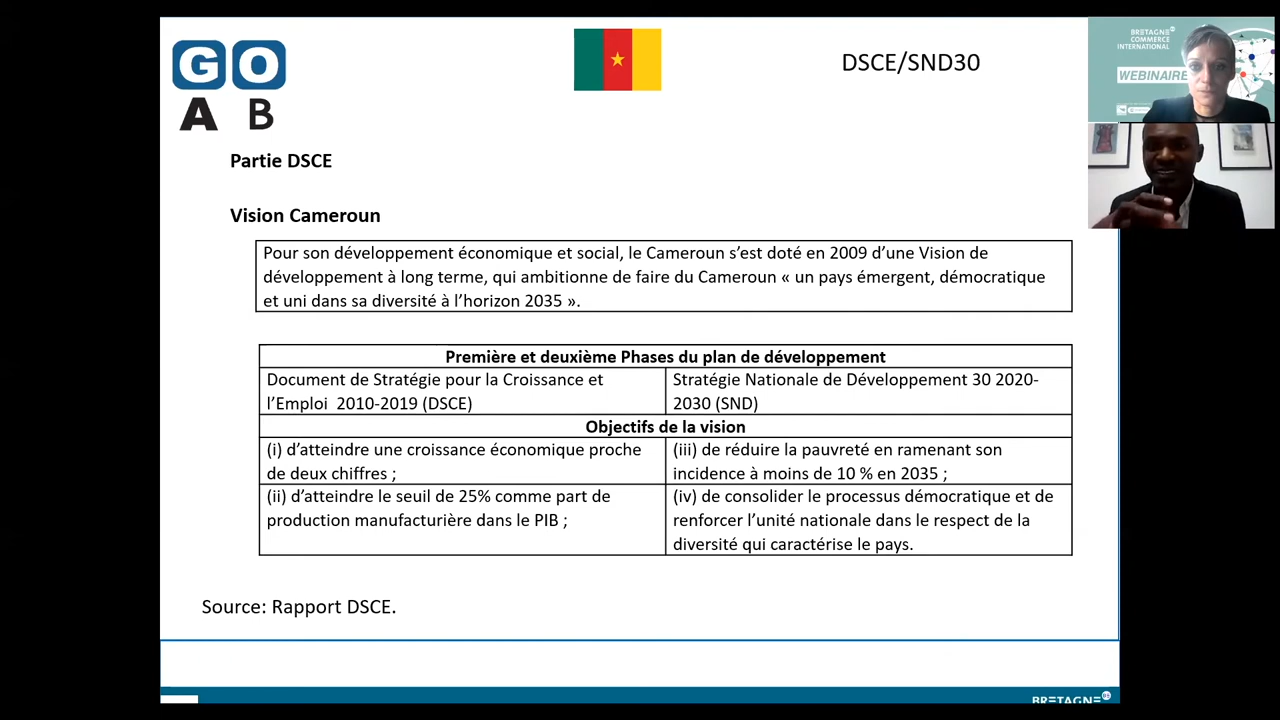 GO
A B
DSCE/SND30
BRETAGNE
COMMERCE
INTERNATIONAL
WEBINAIRE
Partie DSCE
Vision Cameroun
Pour son développement économique et social, le Cameroun s’est doté en 2009 d’une Vision de
développement à long terme, qui ambitionne de faire du Cameroun « un pays émergent, démocratique
et uni dans sa diversité à l’horizon 2035 ».
Première et deuxième Phases du plan de développement
Document de Stratégie pour la Croissance et
l’Emploi 2010-2019 (DSCE)
Stratégie Nationale de Développement 30 2020-
2030 (SND)
Objectifs de la vision
(i) d’atteindre une croissance économique proche
de deux chiffres ;
(iii) de réduire la pauvreté en ramenant son
incidence à moins de 10 % en 2035 ;
(ii) d’atteindre le seuil de 25% comme part de
production manufacturière dans le PIB ;
(iv) de consolider le processus démocratique et de
renforcer l’unité nationale dans le respect de la
diversité qui caractérise le pays.
Source: Rapport DSCE.
BRETAGNE